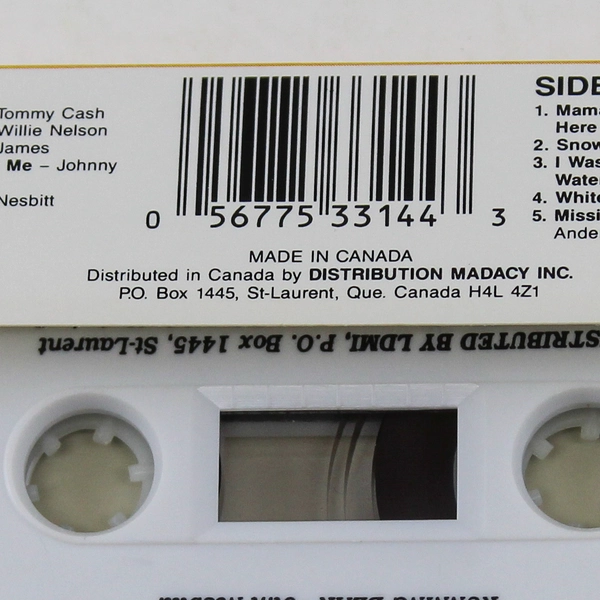 Tommy Cash
Willie Nelson
James
Me – Johnny
Nesbitt
0 56775 33144 3
MADE IN CANADA
Distributed in Canada by DISTRIBUTION MADACY INC.
P.O. Box 1445, St-Laurent, Que. Canada H4L 4Z1
SIDE
1. Mam
Here
2. Snow
3. I Was
Water
4. White
5. Missi
Ande
STRIBUTED BY LDMI, P.O. Box 1445, St-Laurent